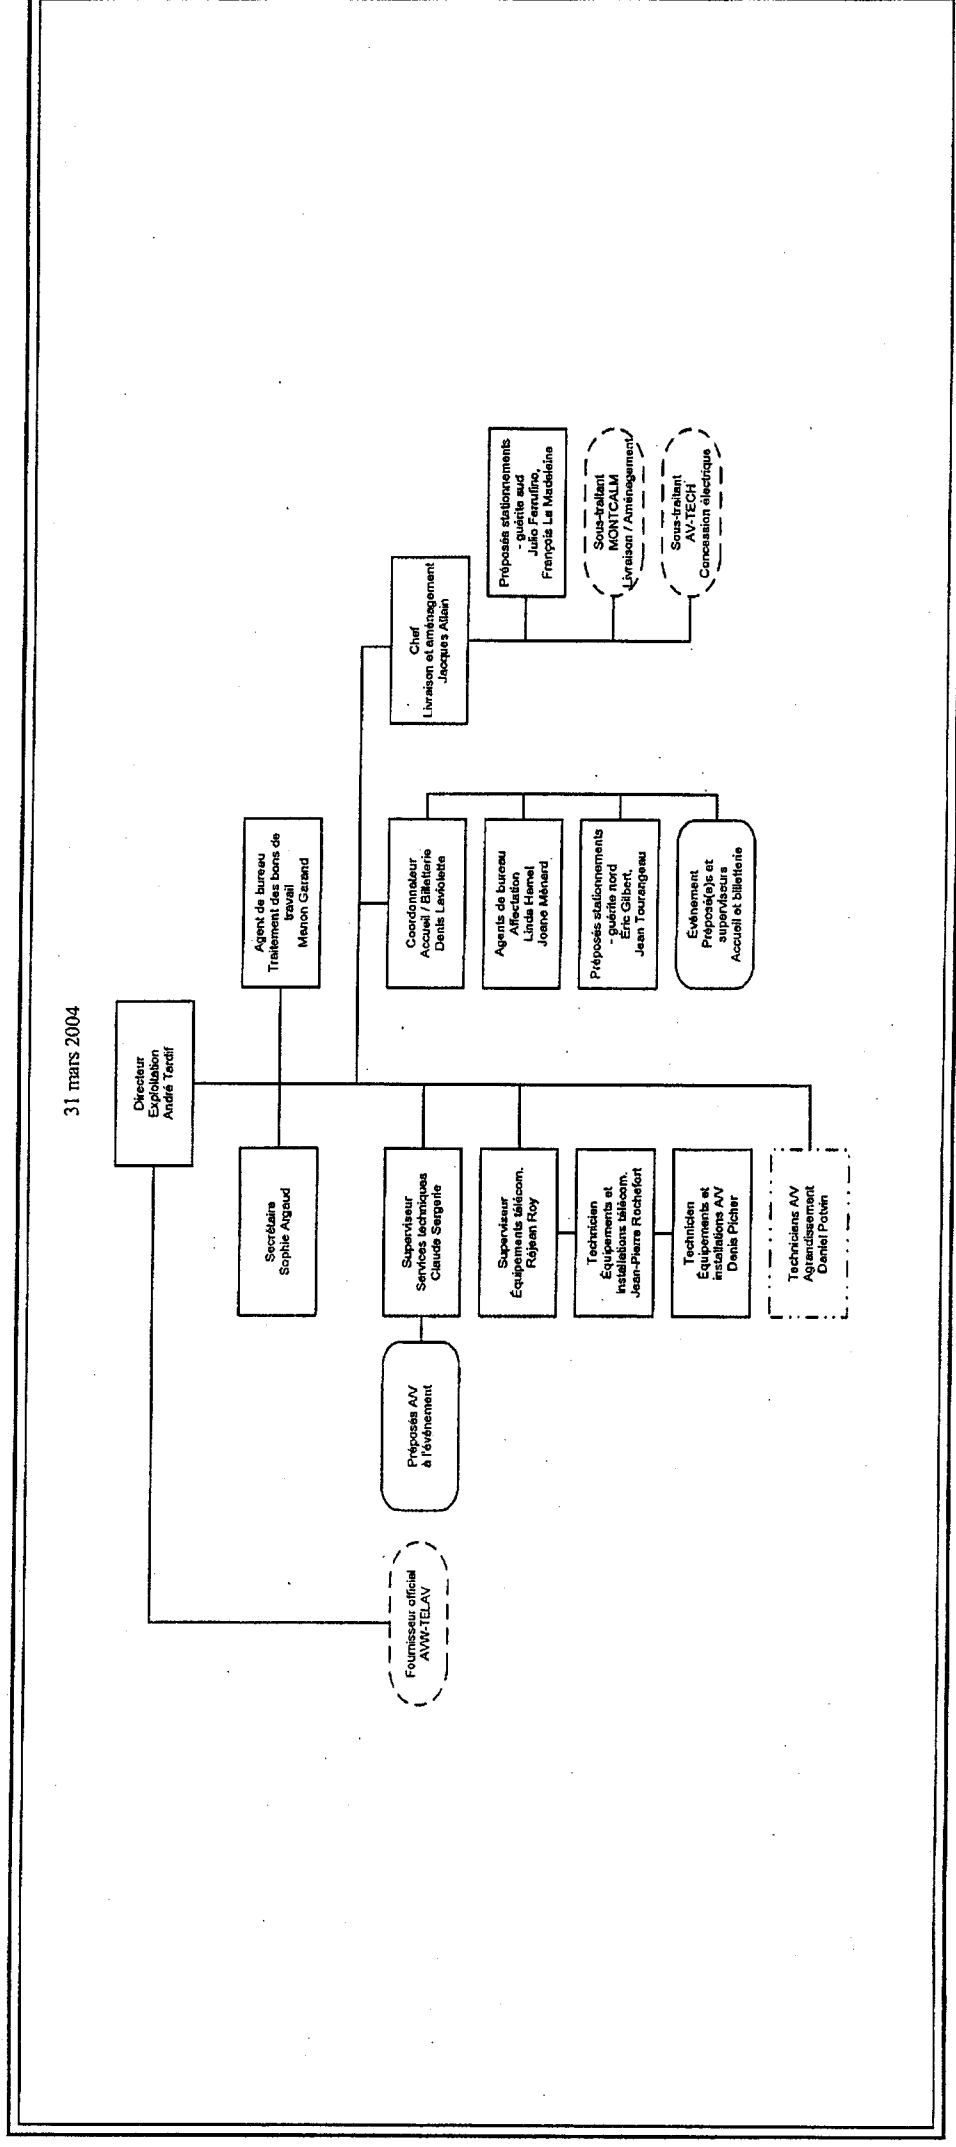 31 mars 2004
Directeur
Exploitation
André Tardif
Secrétaire
Sophie Argaud
Agent de bureau
Traitement des bons de
travail
Manon Garand
Fournisseur officiel
AVW-TELAV
Préposés A/V
à l'événement
Superviseur
Services techniques
Claude Sergerie
Superviseur
Équipements télécom.
Réjean Roy
Technicien
Équipements et
installations télécom.
Jean-Pierre Rochefort
Technicien
Équipements et
installations A/V
Denis Picher
Techniciens A/V
Agrandissement
Daniel Potvin
Coordonnateur
Accueil / Billetterie
Denis Laviolette
Agents de bureau
Affectation
Linda Hamel
Joane Ménard
Préposés stationnements
- guérite nord
Éric Gilbert,
Jean Tourangeau
Événement
Préposé(e)s et
superviseurs
Accueil et billetterie
Chef
Livraison et aménagement
Jacques Allain
Préposés stationnements
- guérite sud
Julio Ferrufino,
François La Madeleine
Sous-traitant
MONTCALM
Livraison / Aménagement
Sous-traitant
AV-TECH
Concession électrique